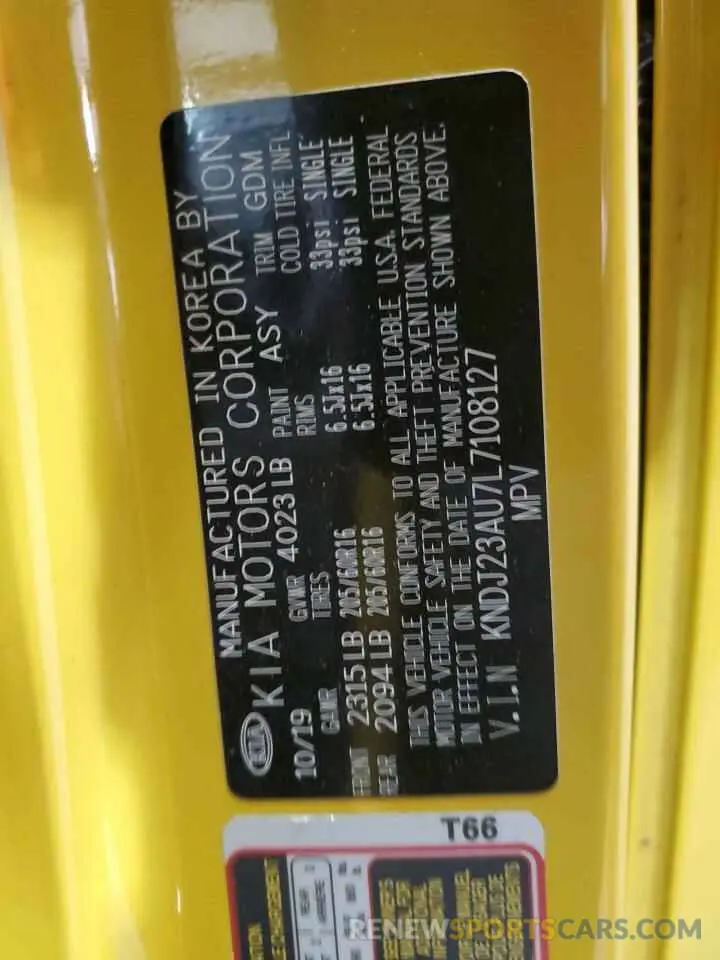 MANUFACTURED IN KOREA BY
KIA KIA MOTORS CORPORATION
10/19 GVWR 4023 LB PAINT ASY TRIM GDM
GAWR TIRES RIMS COLD TIRE INFL
FRONT 2315 LB 205/60R16 6.5Jx16 33psi SINGLE
REAR 2094 LB 205/60R16 6.5Jx16 33psi SINGLE
THIS VEHICLE CONFORMS TO ALL APPLICABLE U.S.A. FEDERAL
MOTOR VEHICLE SAFETY AND THEFT PREVENTION STANDARDS
IN EFFECT ON THE DATE OF MANUFACTURE SHOWN ABOVE.
V.I.N KNDJ23AU7L7108127
MPV
T66
REAR
ARRIERE
RENEWSPORTSCARS.COM